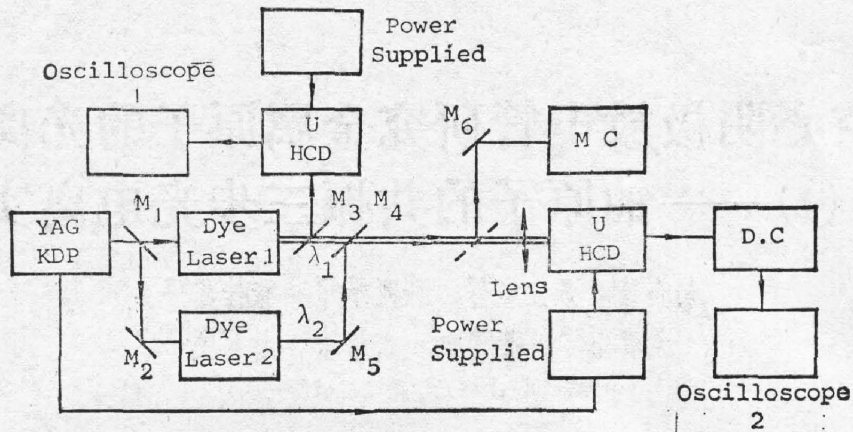 Power
Supplied
Oscilloscope
U
HCD
M6
M C
YAG
KDP
M1
Dye
Laser 1
M3
M4
λ1
U
HCD
D.C
Lens
M2
Dye
Laser 2
λ2
M5
Power
Supplied
Oscilloscope
2